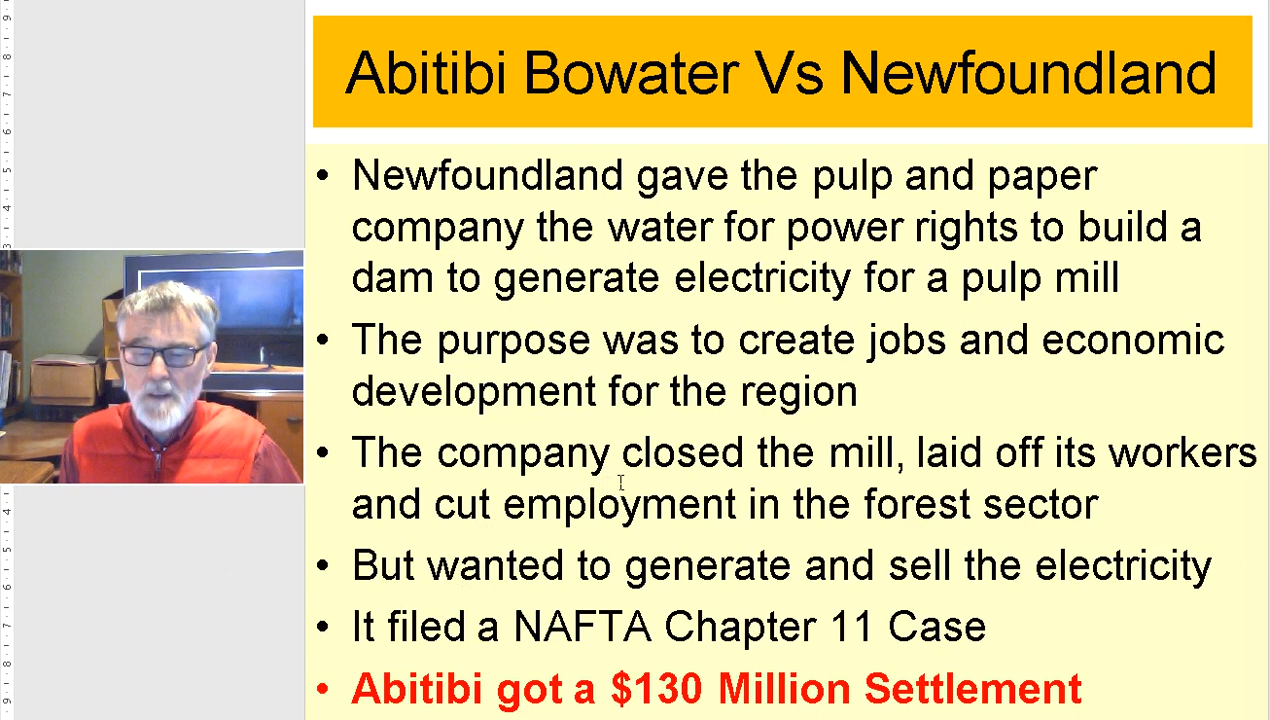 Abitibi Bowater Vs Newfoundland
• Newfoundland gave the pulp and paper
company the water for power rights to build a
dam to generate electricity for a pulp mill
• The purpose was to create jobs and economic
development for the region
• The company closed the mill, laid off its workers
and cut employment in the forest sector
• But wanted to generate and sell the electricity
• It filed a NAFTA Chapter 11 Case
• Abitibi got a $130 Million Settlement